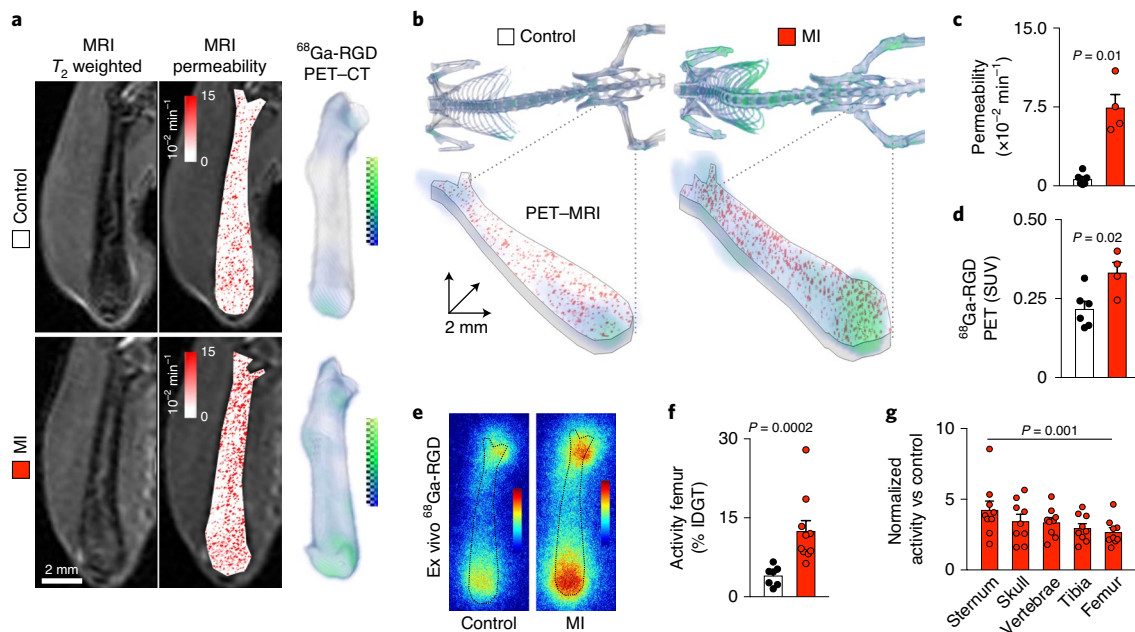 a
MRI
T2 weighted
MRI
permeability
68Ga-RGD
PET–CT
15
10−2 min−1
0
Control
15
10−2 min−1
0
MI
2 mm
b
Control
MI
PET–MRI
2 mm
c
15.0
P = 0.01
7.5
0
Permeability
(×10−2 min−1)
d
0.50
P = 0.02
0.25
0
68Ga-RGD
PET (SUV)
e
Ex vivo 68Ga-RGD
Control
MI
f
30
P = 0.0002
15
0
Activity femur
(% IDGT)
g
10
P = 0.001
5
0
Normalized
activity vs control
Sternum
Skull
Vertebrae
Tibia
Femur